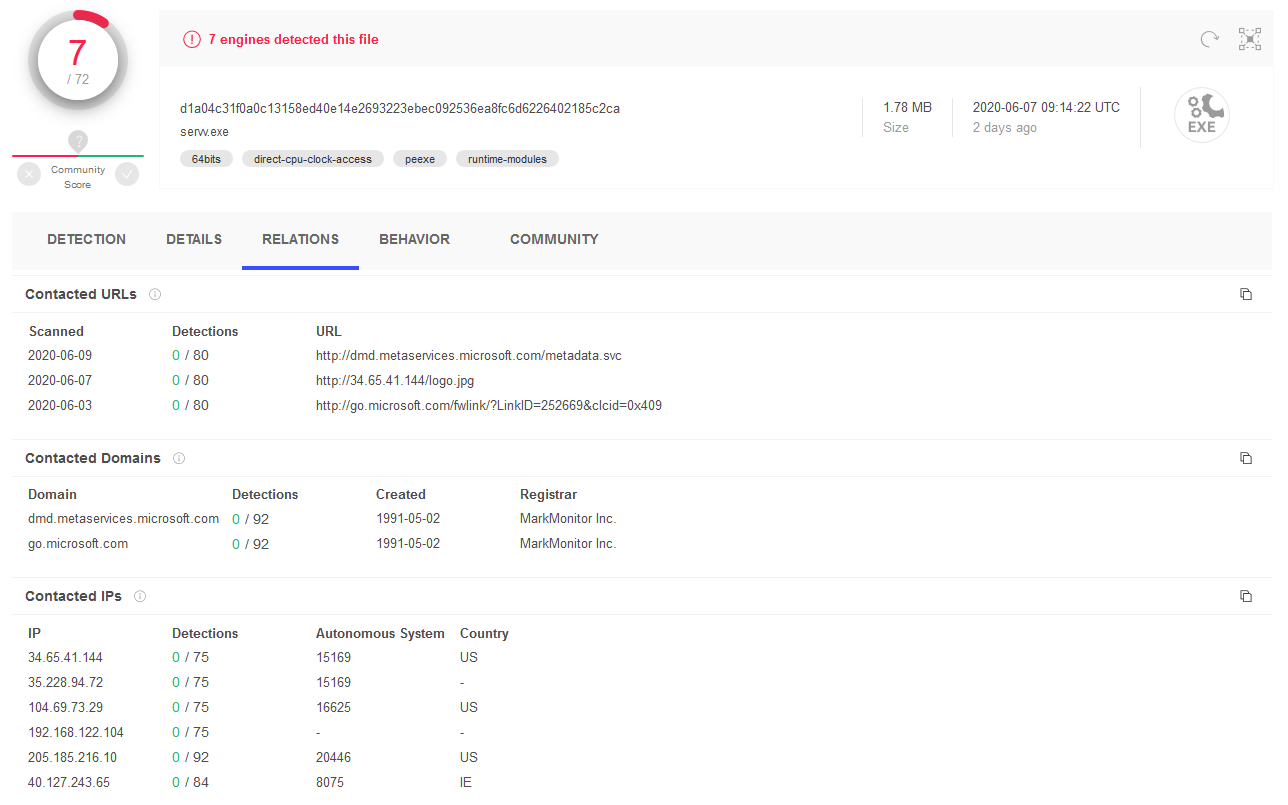 7
/ 72
?
Community
Score
7 engines detected this file
d1a04c31f0a0c13158ed40e14e2693223ebec092536ea8fc6d6226402185c2ca
servv.exe
64bits direct-cpu-clock-access peexe runtime-modules
1.78 MB
Size
2020-06-07 09:14:22 UTC
2 days ago
EXE
DETECTION DETAILS RELATIONS BEHAVIOR COMMUNITY
Contacted URLs
Scanned Detections URL
2020-06-09 0 / 80 http://dmd.metaservices.microsoft.com/metadata.svc
2020-06-07 0 / 80 http://34.65.41.144/logo.jpg
2020-06-03 0 / 80 http://go.microsoft.com/fwlink/?LinkID=252669&clcid=0x409
Contacted Domains
Domain Detections Created Registrar
dmd.metaservices.microsoft.com 0 / 92 1991-05-02 MarkMonitor Inc.
go.microsoft.com 0 / 92 1991-05-02 MarkMonitor Inc.
Contacted IPs
IP Detections Autonomous System Country
34.65.41.144 0 / 75 15169 US
35.228.94.72 0 / 75 15169 -
104.69.73.29 0 / 75 16625 US
192.168.122.104 0 / 75 - -
205.185.216.10 0 / 92 20446 US
40.127.243.65 0 / 84 8075 IE